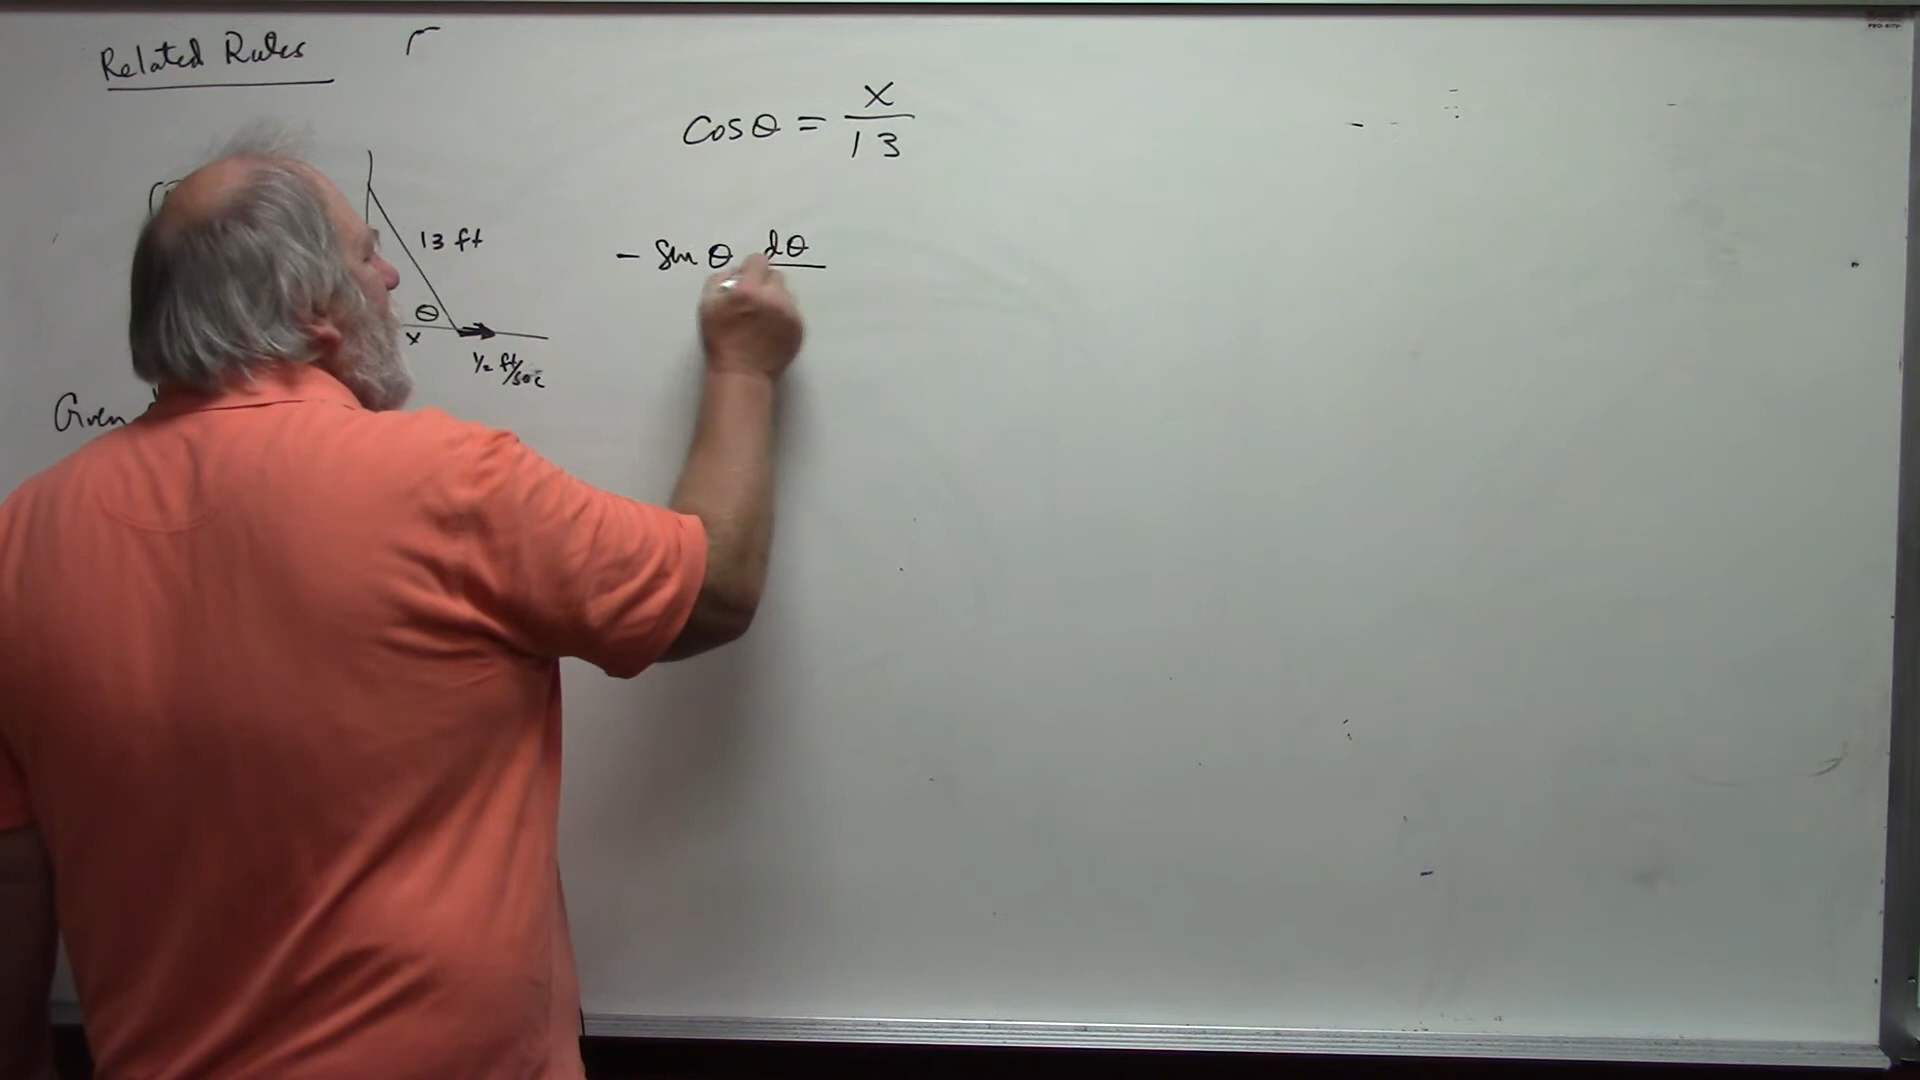 Related Rates
cos θ = x/13
13 ft
- sin θ dθ
θ
x
1/2 ft/sec
Given